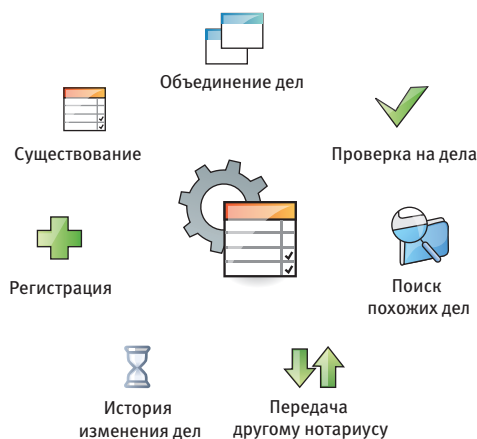 Объединение дел
Существование
Проверка на дела
Регистрация
Поиск
похожих дел
История
изменения дел
Передача
другому нотариусу